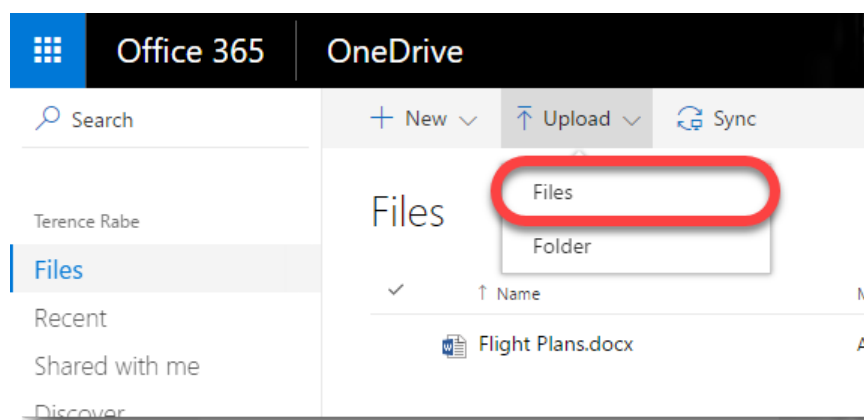 Office 365 OneDrive
Search
New Upload Sync
Files
Folder
Terence Rabe
Files
Recent
Shared with me
Discover
Files
Name
Flight Plans.docx